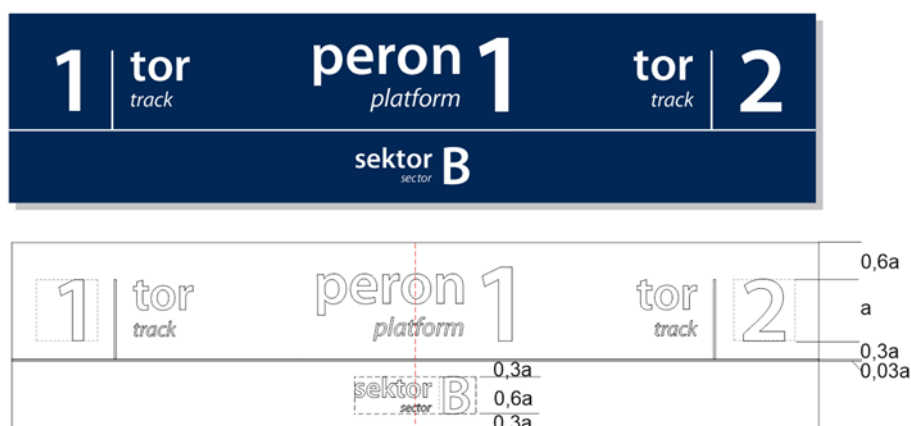 1 tor peron 1 tor 2
track platform track
sektor B
sector
0,6a
1 tor peron 1 tor 2
a
track platform track
0,3a
0,03a
0,3a
sektor B
0,6a
sector
0,3a